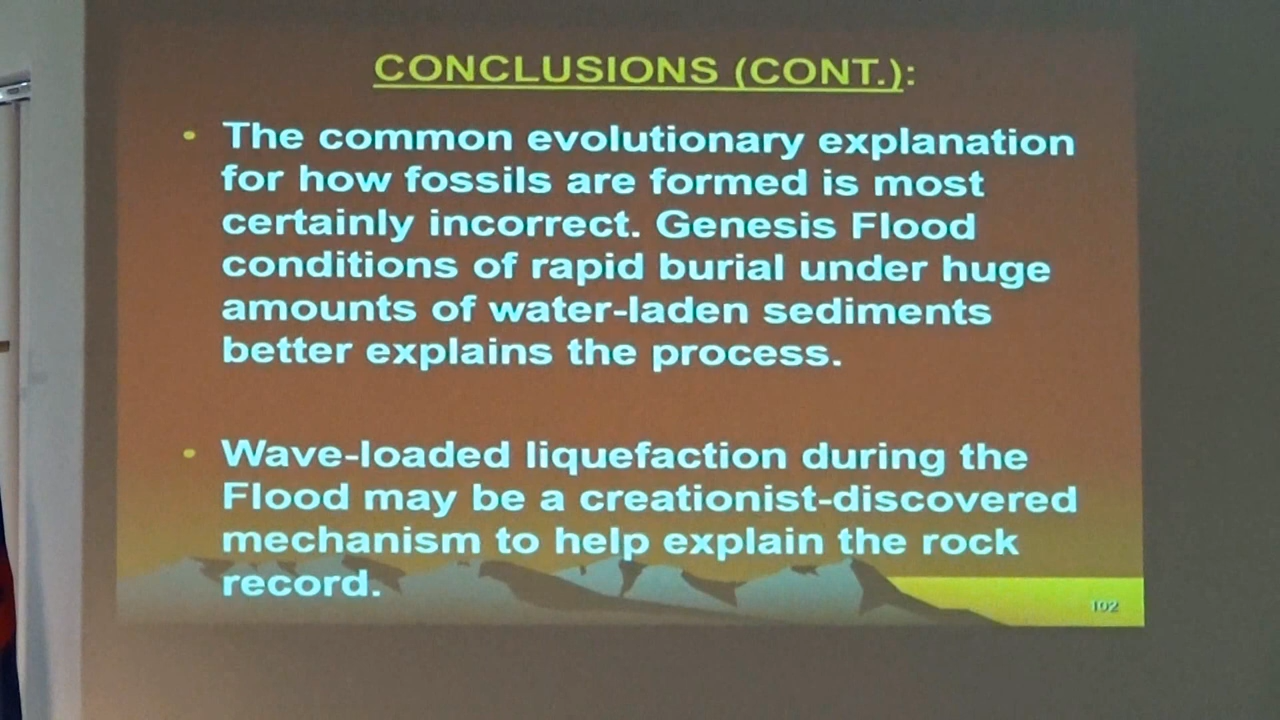 CONCLUSIONS (CONT.):
• The common evolutionary explanation
for how fossils are formed is most
certainly incorrect. Genesis Flood
conditions of rapid burial under huge
amounts of water-laden sediments
better explains the process.
• Wave-loaded liquefaction during the
Flood may be a creationist-discovered
mechanism to help explain the rock
record.
102